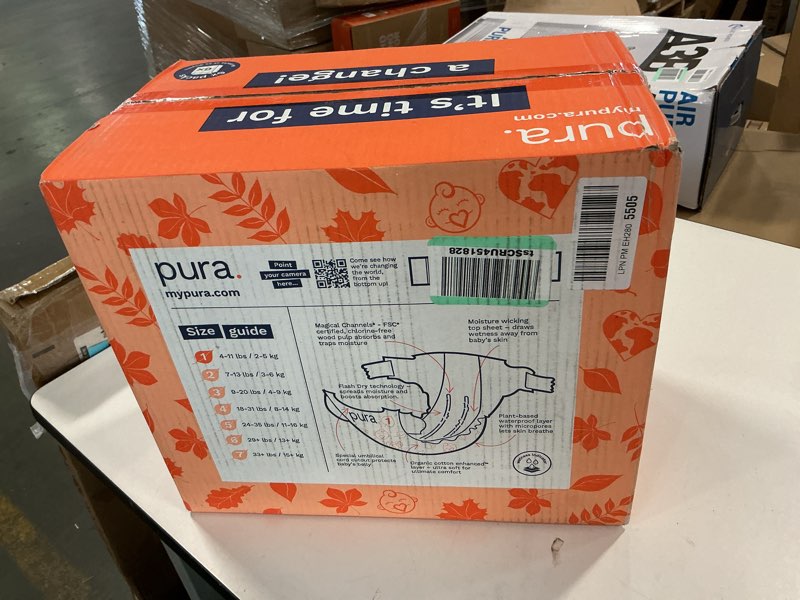 a change!
It's time for
pura.
mypura.com
A3
AIR
LPN PM EH280 5505
pura.
mypura.com
Point
your camera
here...
Come see how
we're changing
the world,
from the
bottom up!
tsSCRU451928
Size guide
1 4-11 lbs / 2-5 kg
2 7-13 lbs / 3-6 kg
3 9-20 lbs / 4-9 kg
4 18-31 lbs / 8-14 kg
5 24-35 lbs / 11-16 kg
6 29+ lbs / 13+ kg
7 33+ lbs / 15+ kg
Magical Channels® - FSC®
certified, chlorine-free
wood pulp absorbs and
traps moisture
Moisture wicking
top sheet - draws
wetness away from
baby's skin
Flash Dry technology -
spreads moisture and
boosts absorption.
pura
Plant-based
waterproof layer
with micropores
lets skin breathe
Special umbilical
cord cutout protects
baby's belly
Organic cotton enhanced™
layer - ultra soft for
ultimate comfort